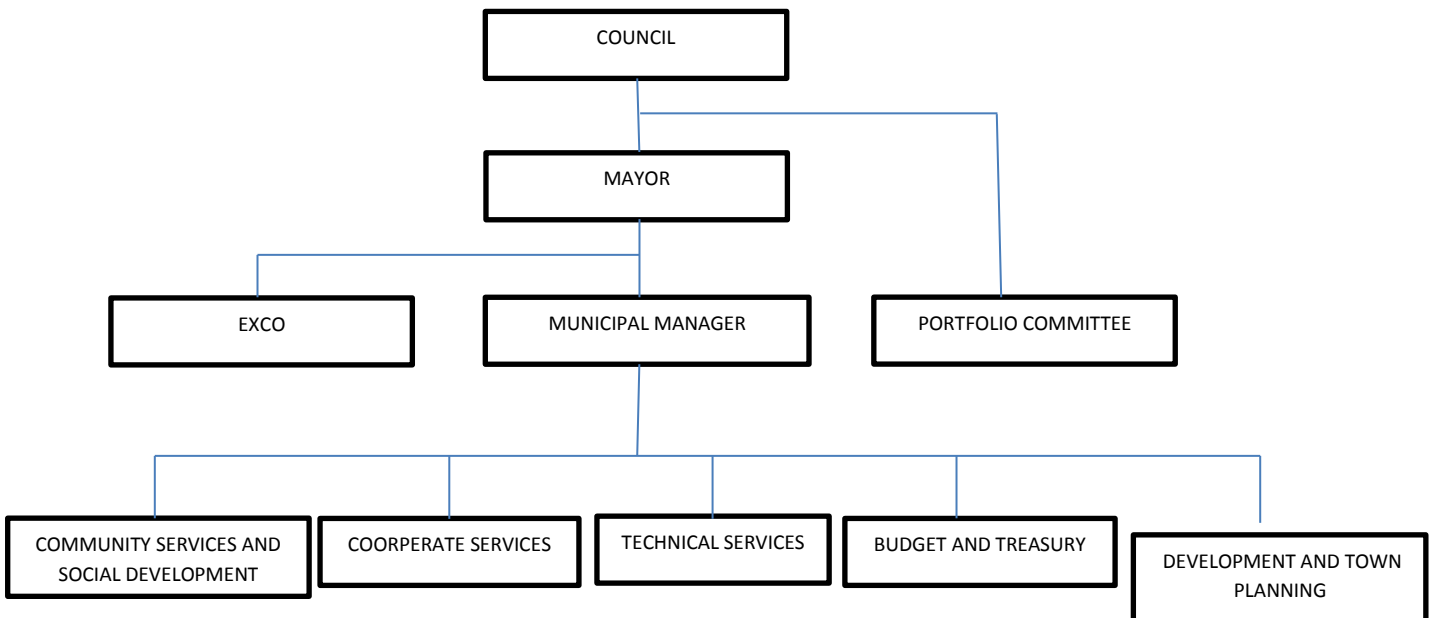 COUNCIL
MAYOR
EXCO
MUNICIPAL MANAGER
PORTFOLIO COMMITTEE
COMMUNITY SERVICES AND
SOCIAL DEVELOPMENT
COORPERATE SERVICES
TECHNICAL SERVICES
BUDGET AND TREASURY
DEVELOPMENT AND TOWN
PLANNING